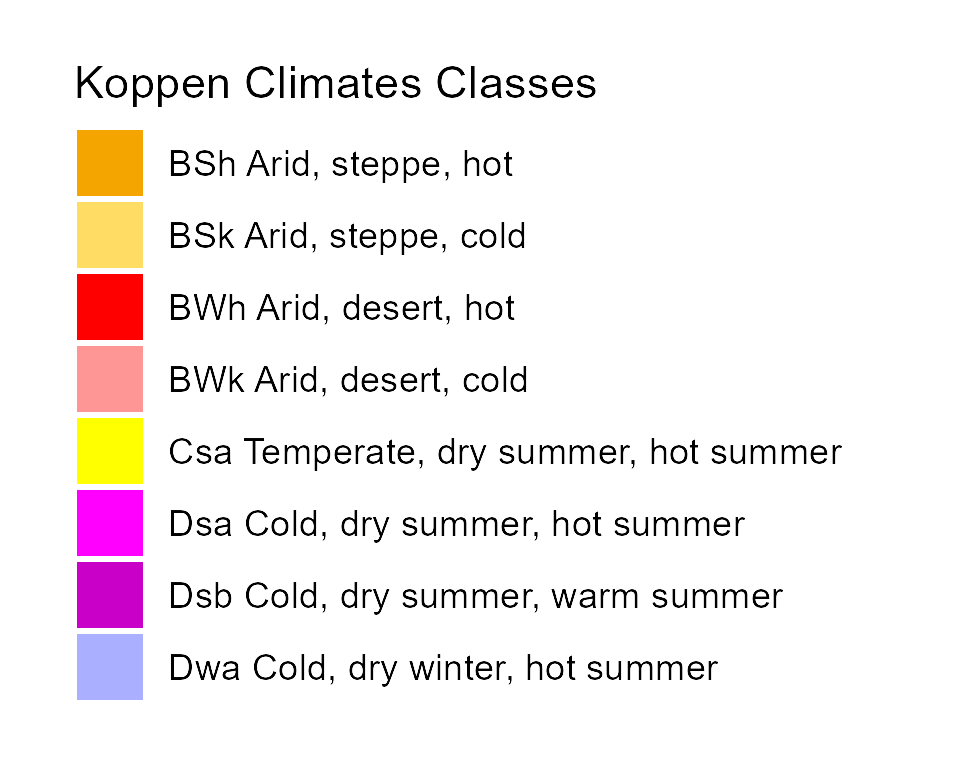 Koppen Climates Classes
BSh Arid, steppe, hot
BSk Arid, steppe, cold
BWh Arid, desert, hot
BWk Arid, desert, cold
Csa Temperate, dry summer, hot summer
Dsa Cold, dry summer, hot summer
Dsb Cold, dry summer, warm summer
Dwa Cold, dry winter, hot summer